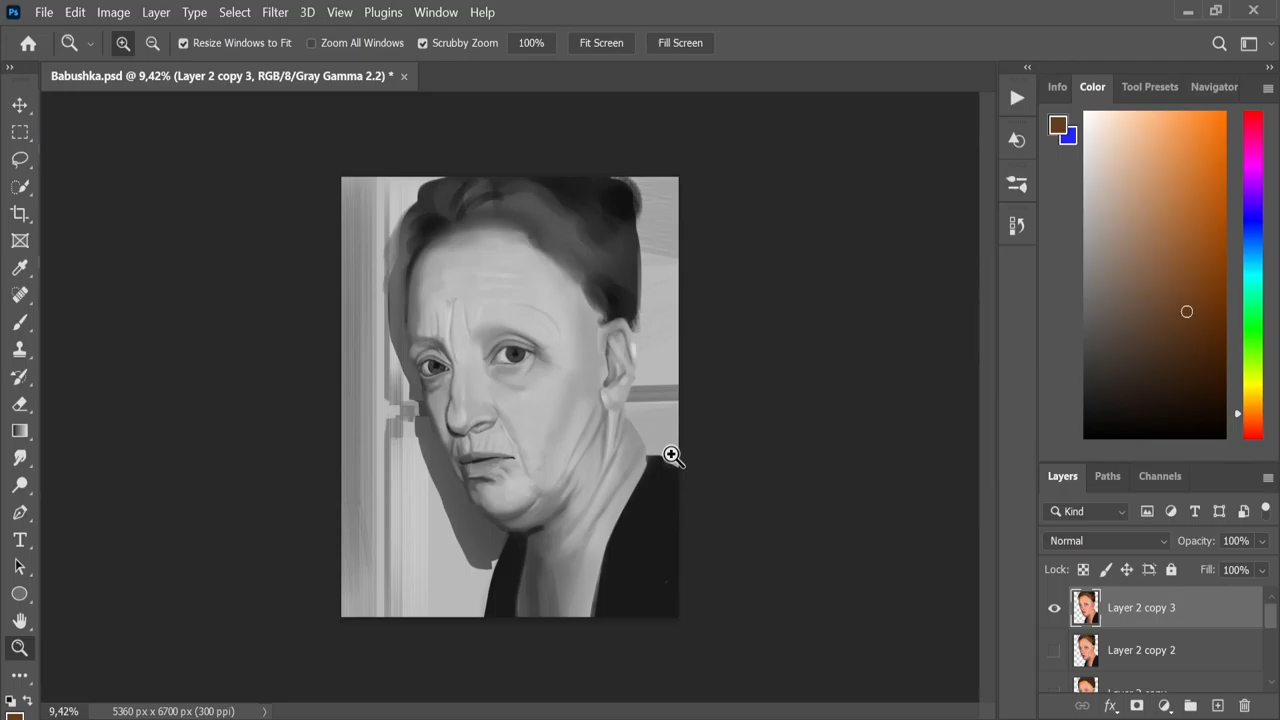 Ps File Edit Image Layer Type Select Filter 3D View Plugins Window Help
Resize Windows to Fit Zoom All Windows Scrubby Zoom 100% Fit Screen Fill Screen
Babushka.psd @ 9,42% (Layer 2 copy 3, RGB/8/Gray Gamma 2.2) *
Info Color Tool Presets Navigator
Layers Paths Channels
Kind
Normal Opacity: 100%
Lock: Fill: 100%
Layer 2 copy 3
Layer 2 copy 2
9,42% 5360 px x 6700 px (300 ppi)